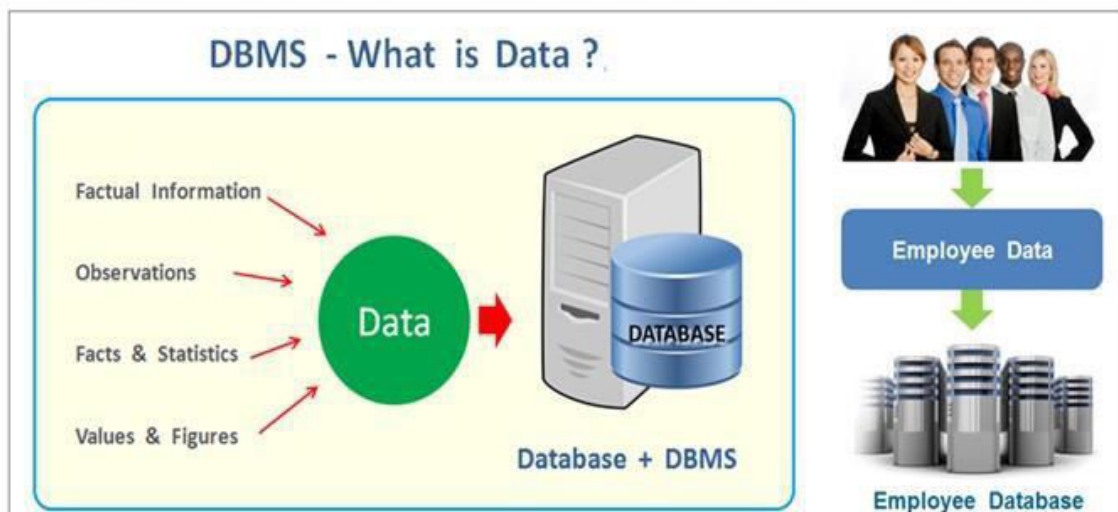 DBMS - What is Data ?
Factual Information
Observations
Facts & Statistics
Values & Figures
Data
DATABASE
Database + DBMS
Employee Data
Employee Database